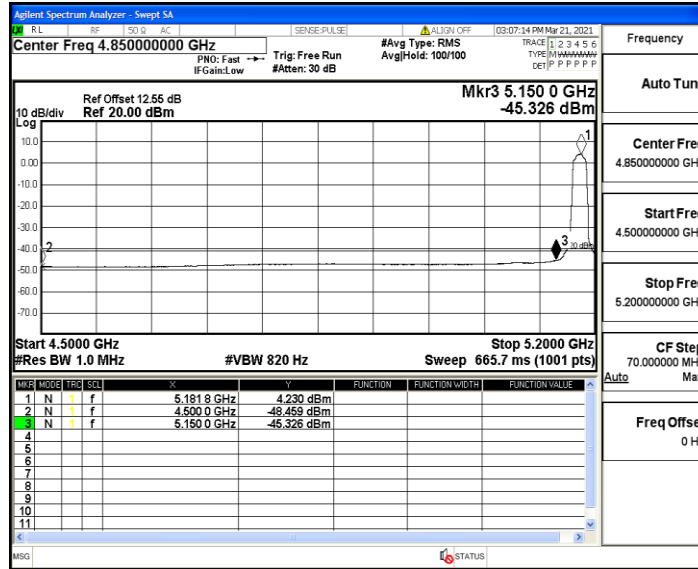 Agilent Spectrum Analyzer - Swept SA
RL RF 50 Ω AC SENSE:PULSE ALIGN OFF 03:07:14 PM Mar 21, 2021
Center Freq 4.850000000 GHz
PNO: Fast
IFGain:Low
Trig: Free Run
#Atten: 30 dB
#Avg Type: RMS
Avg|Hold: 100/100
TRACE 1 2 3 4 5 6
TYPE M
DET P P P P P P
Ref Offset 12.55 dB
10 dB/div Ref 20.00 dBm
Log
Mkr3 5.150 0 GHz
-45.326 dBm
10.0
0.00
-10.0
-20.0
-30.0
-40.0
-50.0
-60.0
-70.0
1
2
3
Start 4.5000 GHz
Stop 5.2000 GHz
#Res BW 1.0 MHz #VBW 820 Hz Sweep 665.7 ms (1001 pts)
MKR MODE TRC SCL X Y FUNCTION FUNCTION WIDTH FUNCTION VALUE
1 N 1 f 5.181 8 GHz 4.230 dBm
2 N 1 f 4.500 0 GHz -48.459 dBm
3 N 1 f 5.150 0 GHz -45.326 dBm
4
5
6
7
8
9
10
11
MSG STATUS
Frequency
Auto Tun
Center Fre
4.850000000 GH
Start Fre
4.500000000 GH
Stop Fre
5.200000000 GH
CF Step
70.000000 MH
Auto Ma
Freq Offse
0 H